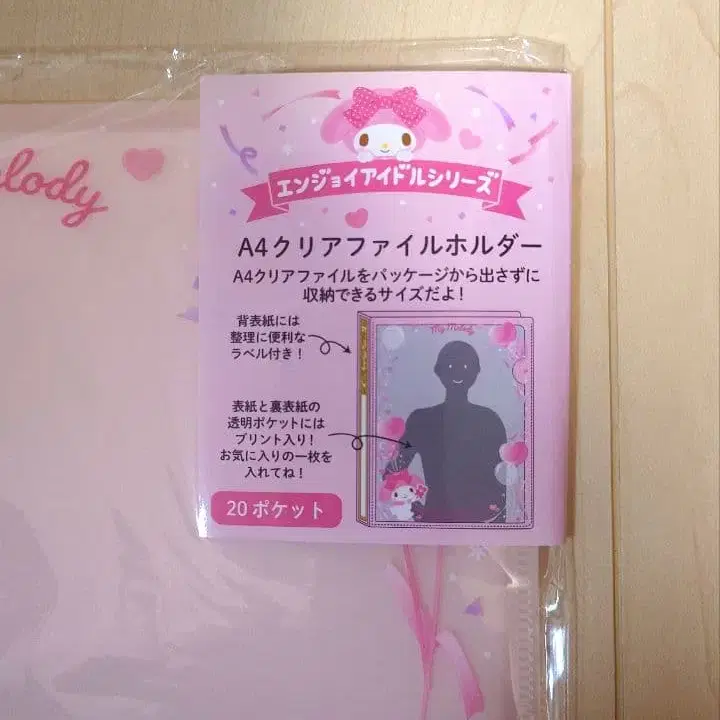 lody
エンジョイアイドルシリーズ
A4クリアファイルホルダー
A4クリアファイルをパッケージから出さずに
収納できるサイズだよ！
背表紙には
整理に便利な
ラベル付き！
My Melody
表紙と裏表紙の
透明ポケットには
プリント入り！
お気に入りの一枚を
入れてね！
20 ポケット